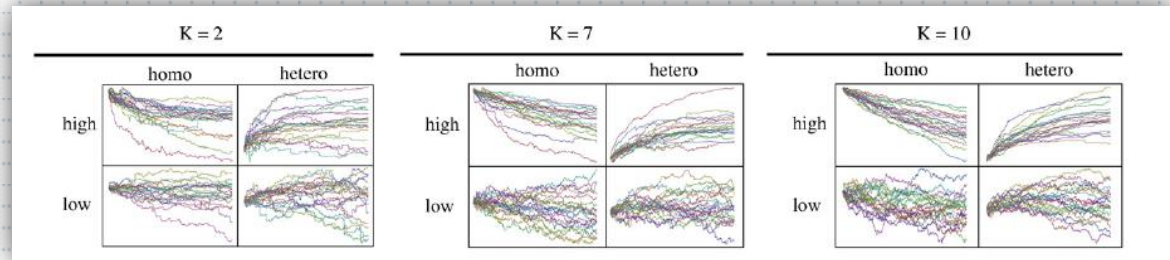 K = 2
K = 7
K = 10
homo hetero
homo hetero
homo hetero
high
high
high
low
low
low